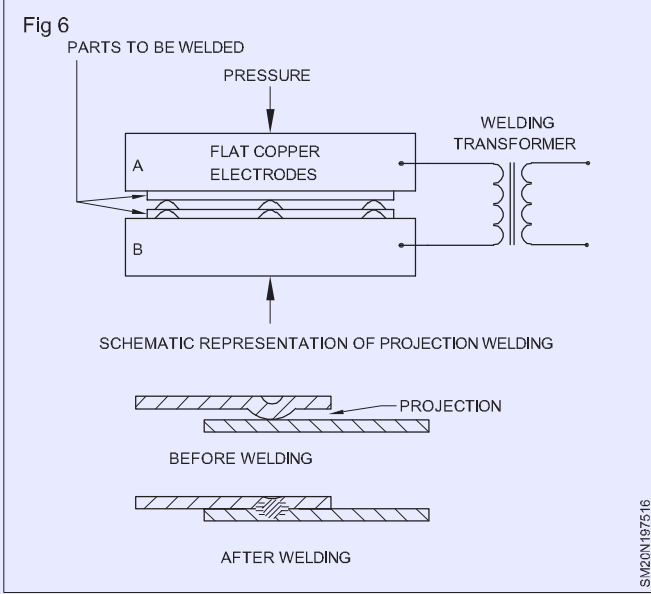 Fig 6
PARTS TO BE WELDED
PRESSURE
WELDING
TRANSFORMER
A
FLAT COPPER
ELECTRODES
B
SCHEMATIC REPRESENTATION OF PROJECTION WELDING
PROJECTION
BEFORE WELDING
AFTER WELDING
SM20N197516